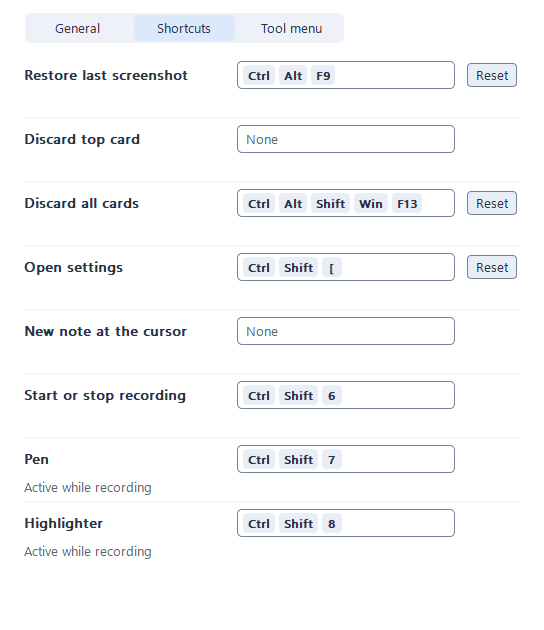 General Shortcuts Tool menu
Restore last screenshot Ctrl Alt F9 Reset
Discard top card None
Discard all cards Ctrl Alt Shift Win F13 Reset
Open settings Ctrl Shift [ Reset
New note at the cursor None
Start or stop recording Ctrl Shift 6
Pen Ctrl Shift 7
Active while recording
Highlighter Ctrl Shift 8
Active while recording